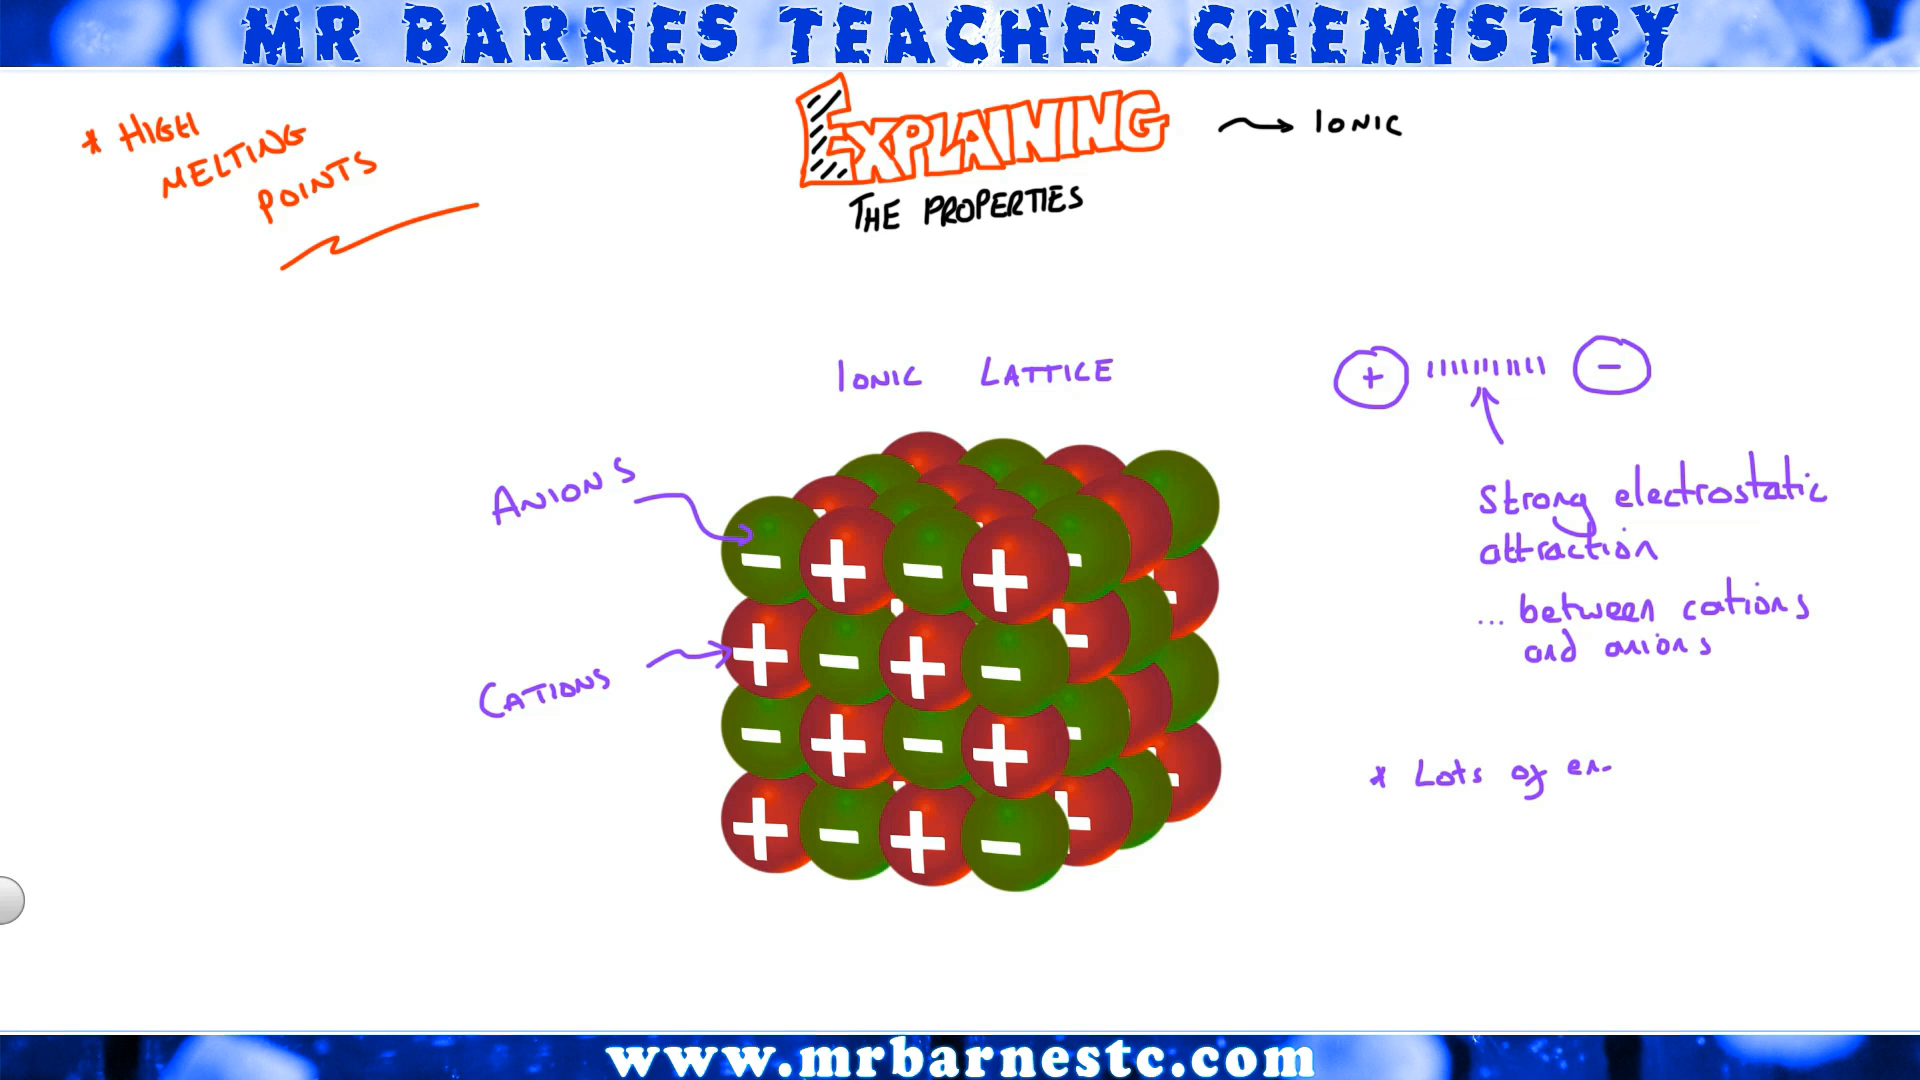 MR BARNES TEACHES CHEMISTRY
* HIGH
MELTING
POINTS
EXPLAINING
THE PROPERTIES
IONIC
IONIC LATTICE
+ -
ANIONS
CATIONS
Strong electrostatic
attraction
... between cations
and anions
* Lots of en
- + - + -
+ - + - +
- + - + -
+ - + - +
www.mrbarnestc.com